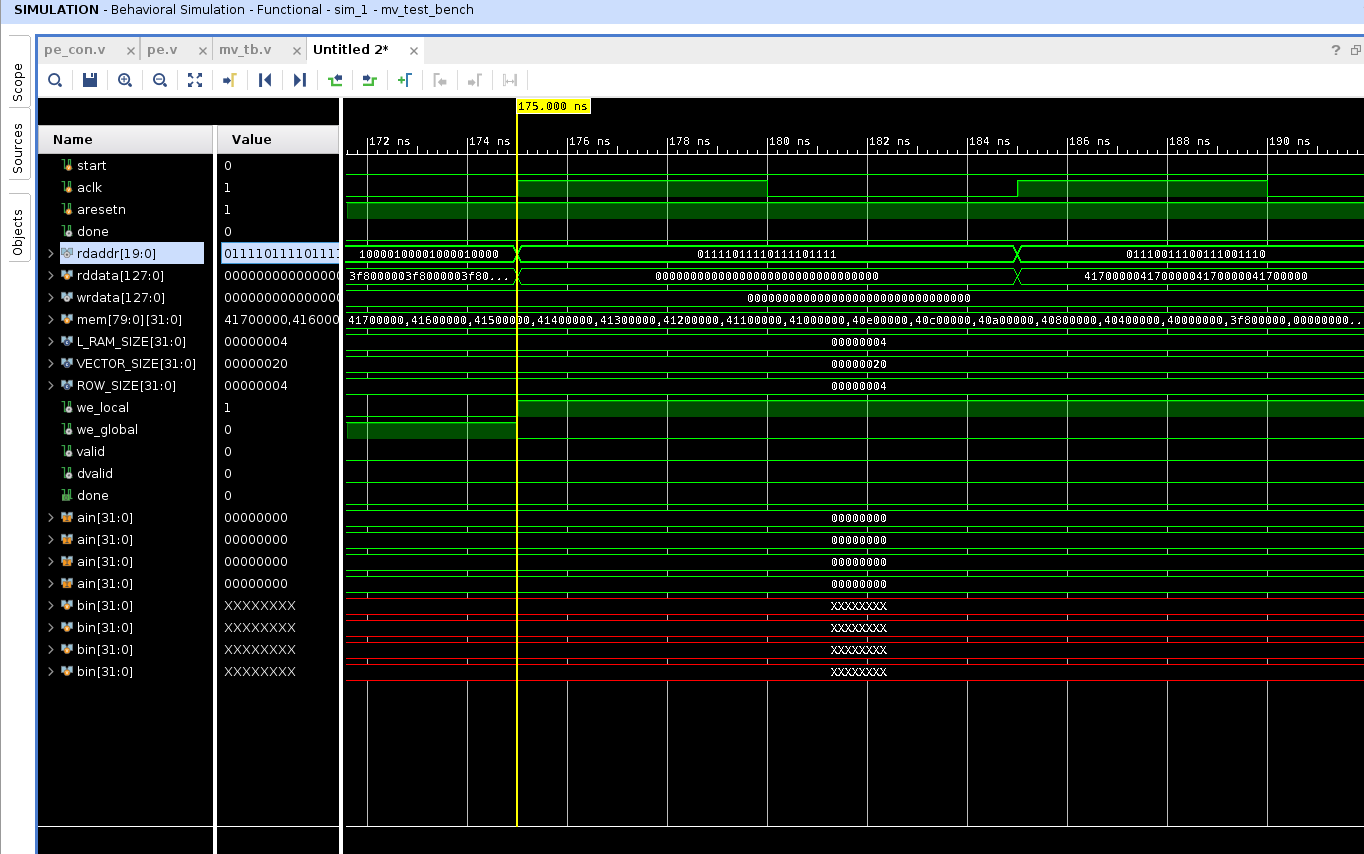 SIMULATION - Behavioral Simulation - Functional - sim_1 - mv_test_bench
pe_con.v pe.v mv_tb.v Untitled 2*
?
Scope
Sources
Objects
175.000 ns
172 ns 174 ns 176 ns 178 ns 180 ns 182 ns 184 ns 186 ns 188 ns 190 ns
Name Value
start 0
aclk 1
aresetn 1
done 0
rdaddr[19:0] 011110111101111 10000100001000010000 01111011110111101111 01110011100111001110
rddata[127:0] 0000000000000000 3f8000003f8000003f80... 00000000000000000000000000000000 41700000417000004170000041700000
wrdata[127:0] 0000000000000000 00000000000000000000000000000000
mem[79:0][31:0] 41700000,416000 41700000,41600000,41500000,41400000,41300000,41200000,41100000,41000000,40e00000,40c00000,40a00000,40800000,40400000,40000000,3f800000,00000000..
L_RAM_SIZE[31:0] 00000004 00000004
VECTOR_SIZE[31:0] 00000020 00000020
ROW_SIZE[31:0] 00000004 00000004
we_local 1
we_global 0
valid 0
dvalid 0
done 0
ain[31:0] 00000000 00000000
ain[31:0] 00000000 00000000
ain[31:0] 00000000 00000000
ain[31:0] 00000000 00000000
bin[31:0] XXXXXXXX XXXXXXXX
bin[31:0] XXXXXXXX XXXXXXXX
bin[31:0] XXXXXXXX XXXXXXXX
bin[31:0] XXXXXXXX XXXXXXXX